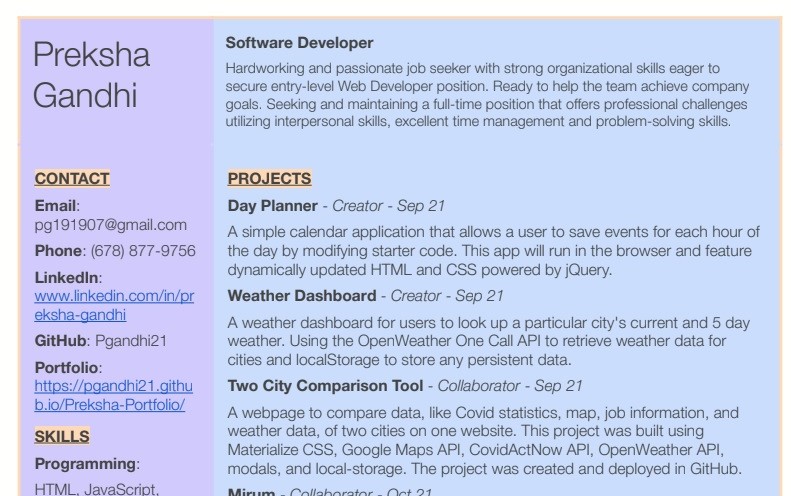 Preksha
Gandhi
Software Developer
Hardworking and passionate job seeker with strong organizational skills eager to
secure entry-level Web Developer position. Ready to help the team achieve company
goals. Seeking and maintaining a full-time position that offers professional challenges
utilizing interpersonal skills, excellent time management and problem-solving skills.
CONTACT
Email:
pg191907@gmail.com
Phone: (678) 877-9756
LinkedIn:
www.linkedin.com/in/pr
eksha-gandhi
GitHub: Pgandhi21
Portfolio:
https://pgandhi21.githu
b.io/Preksha-Portfolio/
SKILLS
Programming:
HTML, JavaScript,
PROJECTS
Day Planner - Creator - Sep 21
A simple calendar application that allows a user to save events for each hour of
the day by modifying starter code. This app will run in the browser and feature
dynamically updated HTML and CSS powered by jQuery.
Weather Dashboard - Creator - Sep 21
A weather dashboard for users to look up a particular city's current and 5 day
weather. Using the OpenWeather One Call API to retrieve weather data for
cities and localStorage to store any persistent data.
Two City Comparison Tool - Collaborator - Sep 21
A webpage to compare data, like Covid statistics, map, job information, and
weather data, of two cities on one website. This project was built using
Materialize CSS, Google Maps API, CovidActNow API, OpenWeather API,
modals, and local-storage. The project was created and deployed in GitHub.
Mirum - Collaborator - Oct 21